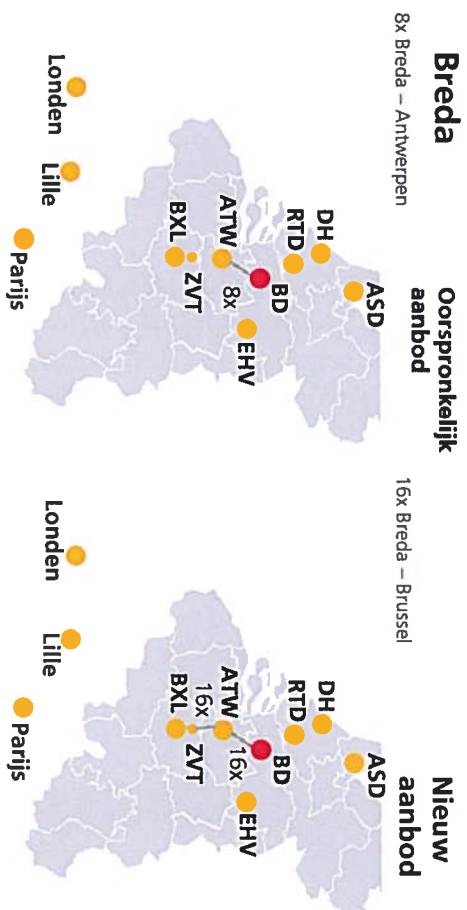 Breda
8x Breda – Antwerpen
Oorspronkelijk
aanbod
ASD
DH
RTD
BD
8x
ATW
EHV
ZVT
BXL
Londen
Lille
Parijs
16x Breda – Brussel
Nieuw
aanbod
ASD
DH
RTD
BD
16x
ATW
EHV
16x
ZVT
BXL
Londen
Lille
Parijs